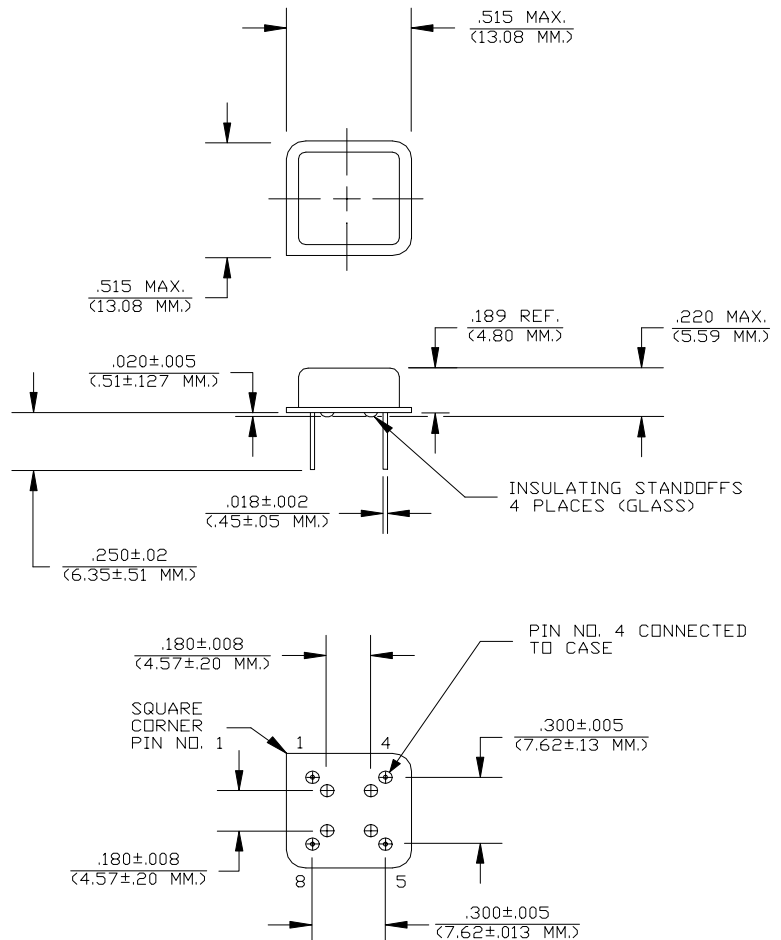 .515 MAX.
(13.08 MM.)
.515 MAX.
(13.08 MM.)
.189 REF.
(4.80 MM.)
.220 MAX.
(5.59 MM.)
.020±.005
(.51±.127 MM.)
INSULATING STANDOFFS
4 PLACES (GLASS)
.018±.002
(.45±.05 MM.)
.250±.02
(6.35±.51 MM.)
.180±.008
(4.57±.20 MM.)
PIN NO. 4 CONNECTED
TO CASE
SQUARE
CORNER
PIN NO. 1
1
4
.300±.005
(7.62±.13 MM.)
.180±.008
(4.57±.20 MM.)
8
5
.300±.005
(7.62±.013 MM.)